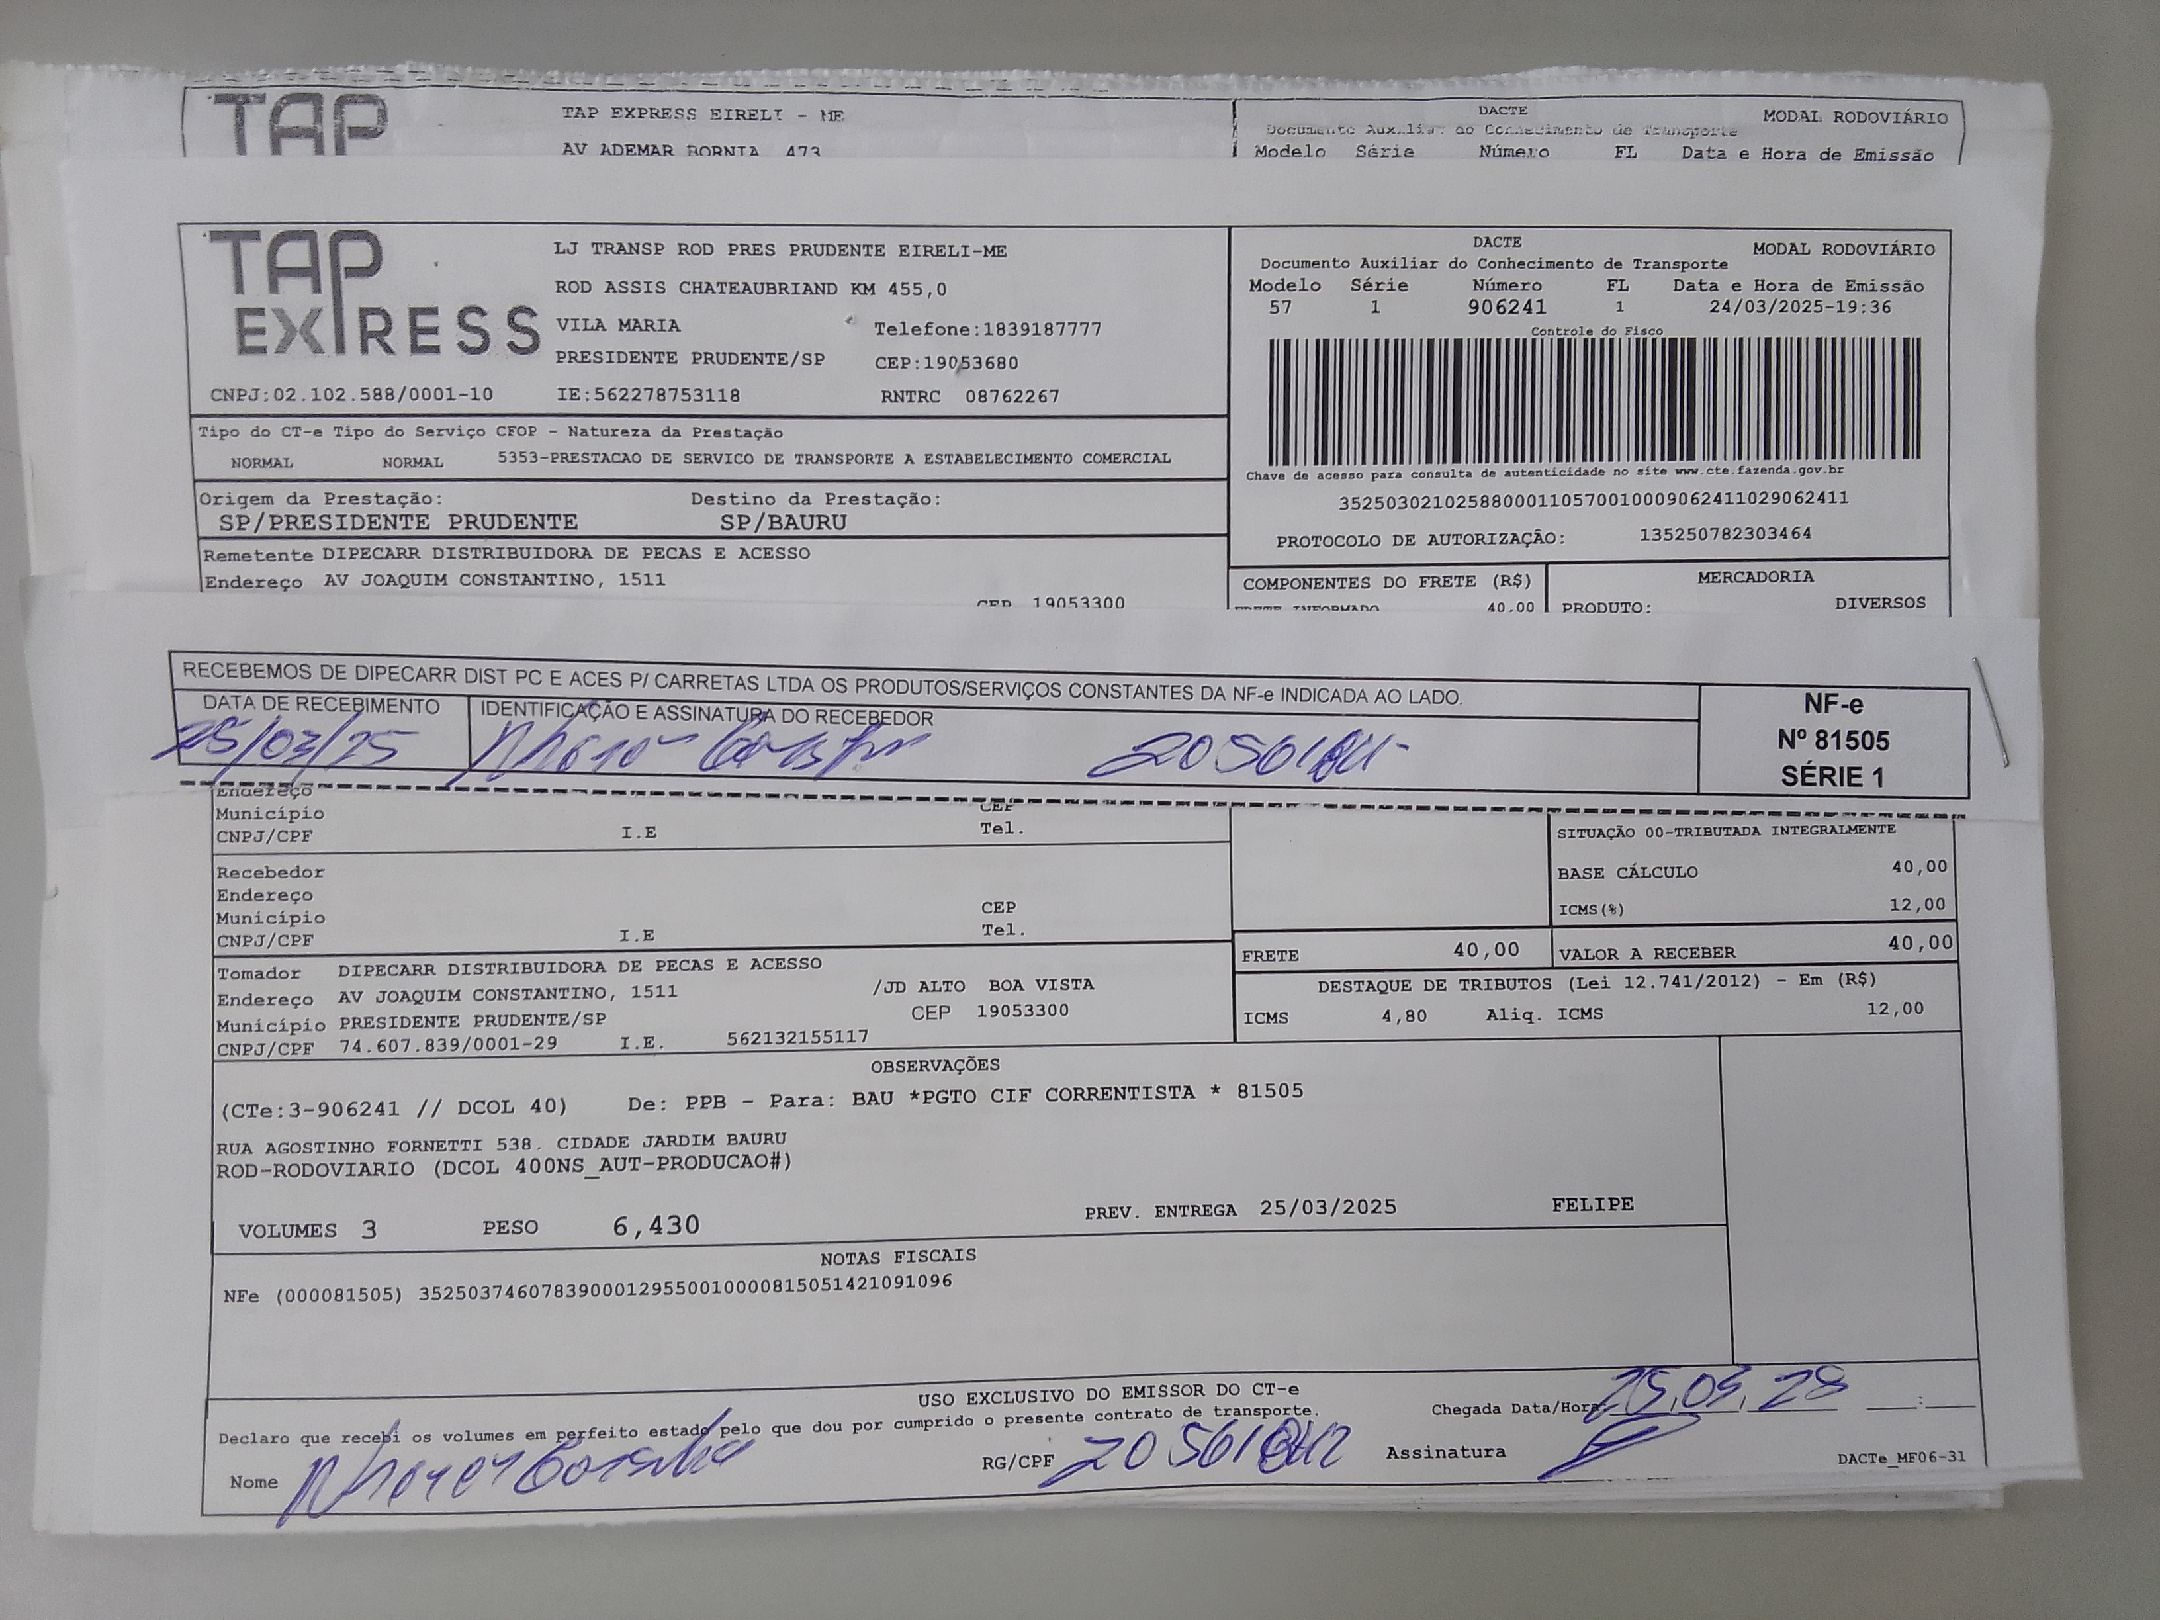 TAP
TAP EXPRESS EIRELI - ME
AV ADEMAR BORNIA 473
DACTE
MODAL RODOVIÁRIO
Documento Auxiliar do Conhecimento de Transporte
Modelo Série Número FL Data e Hora de Emissão
TAP
EXPRESS
LJ TRANSP ROD PRES PRUDENTE EIRELI-ME
ROD ASSIS CHATEAUBRIAND KM 455,0
VILA MARIA Telefone:1839187777
PRESIDENTE PRUDENTE/SP CEP:19053680
CNPJ:02.102.588/0001-10 IE:562278753118 RNTRC 08762267
DACTE MODAL RODOVIÁRIO
Documento Auxiliar do Conhecimento de Transporte
Modelo Série Número FL Data e Hora de Emissão
57 1 906241 1 24/03/2025-19:36
Controle do Fisco
Chave de acesso para consulta de autenticidade no site www.cte.fazenda.gov.br
35250302102588000110570010009062411029062411
PROTOCOLO DE AUTORIZAÇÃO: 135250782303464
Tipo do CT-e Tipo do Serviço CFOP - Natureza da Prestação
NORMAL NORMAL 5353-PRESTACAO DE SERVICO DE TRANSPORTE A ESTABELECIMENTO COMERCIAL
Origem da Prestação: Destino da Prestação:
SP/PRESIDENTE PRUDENTE SP/BAURU
Remetente DIPECARR DISTRIBUIDORA DE PECAS E ACESSO
Endereço AV JOAQUIM CONSTANTINO, 1511
CEP 19053300
COMPONENTES DO FRETE (R$)
FRETE INFORMADO 40,00
MERCADORIA
PRODUTO: DIVERSOS
RECEBEMOS DE DIPECARR DIST PC E ACES P/ CARRETAS LTDA OS PRODUTOS/SERVIÇOS CONSTANTES DA NF-e INDICADA AO LADO.
DATA DE RECEBIMENTO IDENTIFICAÇÃO E ASSINATURA DO RECEBEDOR
25/03/25
NF-e
Nº 81505
SÉRIE 1
Endereço
Município CEP
CNPJ/CPF I.E Tel.
Recebedor
Endereço
Município CEP
CNPJ/CPF I.E Tel.
SITUAÇÃO 00-TRIBUTADA INTEGRALMENTE
BASE CÁLCULO 40,00
ICMS(%) 12,00
FRETE 40,00 VALOR A RECEBER 40,00
Tomador DIPECARR DISTRIBUIDORA DE PECAS E ACESSO
Endereço AV JOAQUIM CONSTANTINO, 1511 /JD ALTO BOA VISTA
Município PRESIDENTE PRUDENTE/SP CEP 19053300
CNPJ/CPF 74.607.839/0001-29 I.E. 562132155117
DESTAQUE DE TRIBUTOS (Lei 12.741/2012) - Em (R$)
ICMS 4,80 Aliq. ICMS 12,00
OBSERVAÇÕES
(CTe:3-906241 // DCOL 40) De: PPB - Para: BAU *PGTO CIF CORRENTISTA * 81505
RUA AGOSTINHO FORNETTI 538. CIDADE JARDIM BAURU
ROD-RODOVIARIO (DCOL 400NS_AUT-PRODUCAO#)
VOLUMES 3 PESO 6,430 PREV. ENTREGA 25/03/2025 FELIPE
NOTAS FISCAIS
NFe (000081505) 35250374607839000129550010000815051421091096
USO EXCLUSIVO DO EMISSOR DO CT-e
Declaro que recebi os volumes em perfeito estado pelo que dou por cumprido o presente contrato de transporte.
Chegada Data/Hora :
Nome RG/CPF Assinatura
DACTe_MF06-31